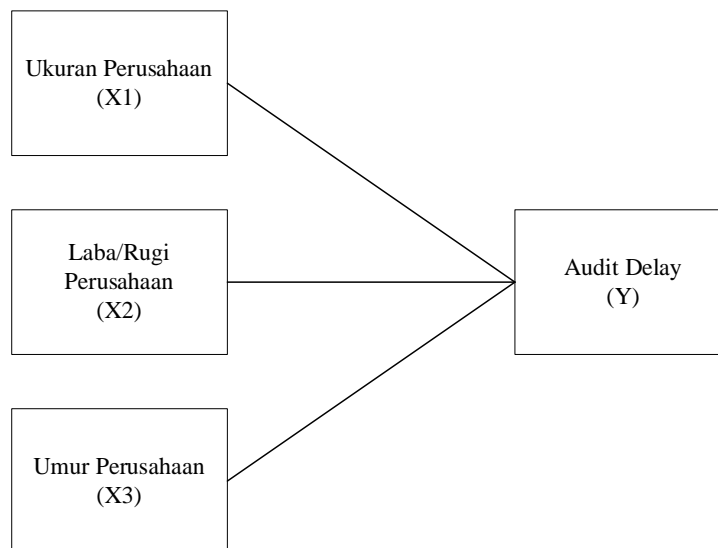 Ukuran Perusahaan
(X1)
Laba/Rugi
Perusahaan
(X2)
Audit Delay
(Y)
Umur Perusahaan
(X3)